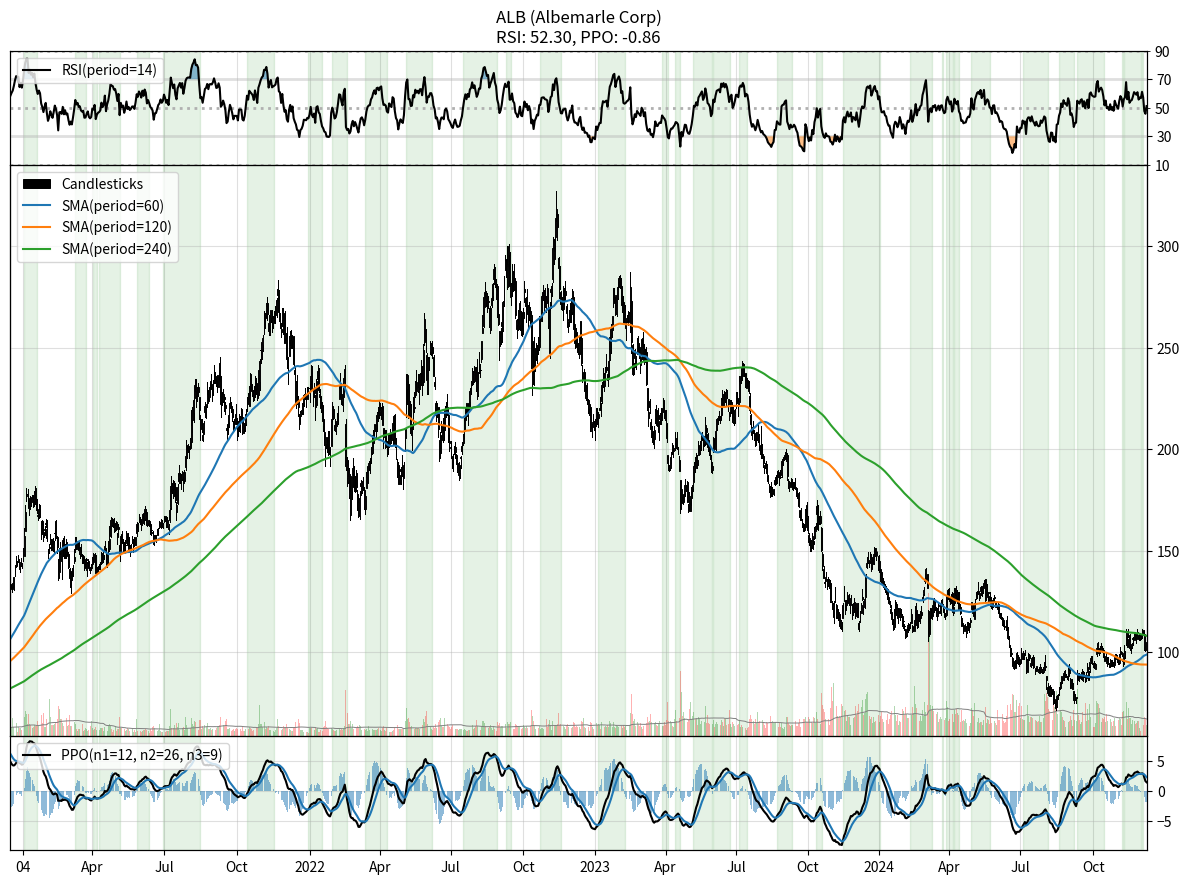 ALB (Albemarle Corp)
RSI: 52.30, PPO: -0.86
RSI(period=14)
90
70
50
30
10
Candlesticks
SMA(period=60)
SMA(period=120)
SMA(period=240)
300
250
200
150
100
PPO(n1=12, n2=26, n3=9)
5
0
−5
04 Apr Jul Oct 2022 Apr Jul Oct 2023 Apr Jul Oct 2024 Apr Jul Oct